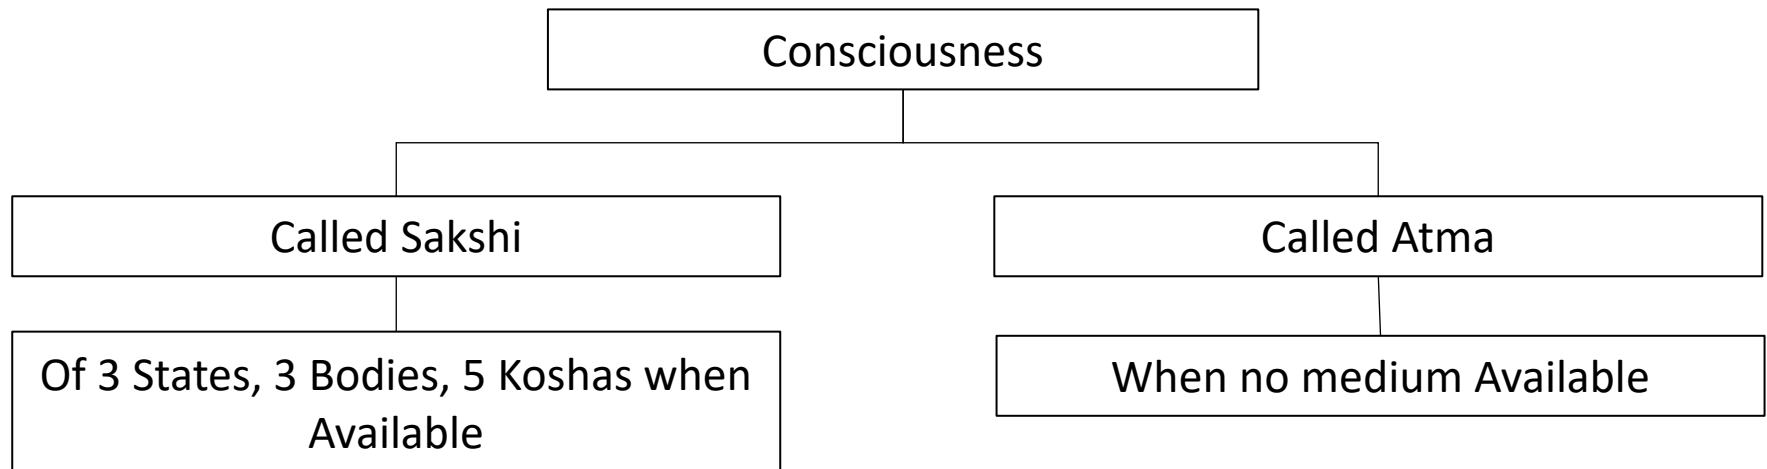 Consciousness
Called Sakshi
Called Atma
Of 3 States, 3 Bodies, 5 Koshas when
Available
When no medium Available